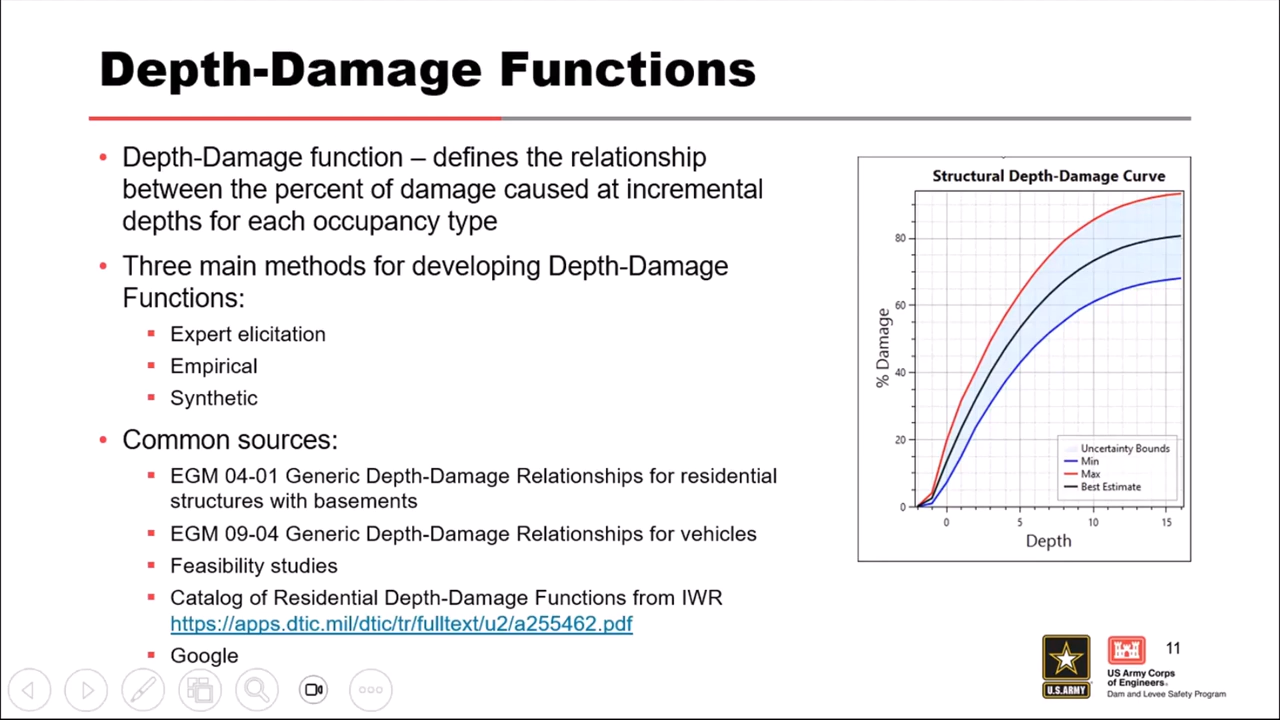 Depth-Damage Functions
• Depth-Damage function – defines the relationship
between the percent of damage caused at incremental
depths for each occupancy type
• Three main methods for developing Depth-Damage
Functions:
▪ Expert elicitation
▪ Empirical
▪ Synthetic
• Common sources:
▪ EGM 04-01 Generic Depth-Damage Relationships for residential
structures with basements
▪ EGM 09-04 Generic Depth-Damage Relationships for vehicles
▪ Feasibility studies
▪ Catalog of Residential Depth-Damage Functions from IWR
https://apps.dtic.mil/dtic/tr/fulltext/u2/a255462.pdf
▪ Google
Structural Depth-Damage Curve
% Damage
80
60
40
20
0
Uncertainty Bounds
Min
Max
Best Estimate
0 5 10 15
Depth
U.S.ARMY
US Army Corps
of Engineers®
Dam and Levee Safety Program
11